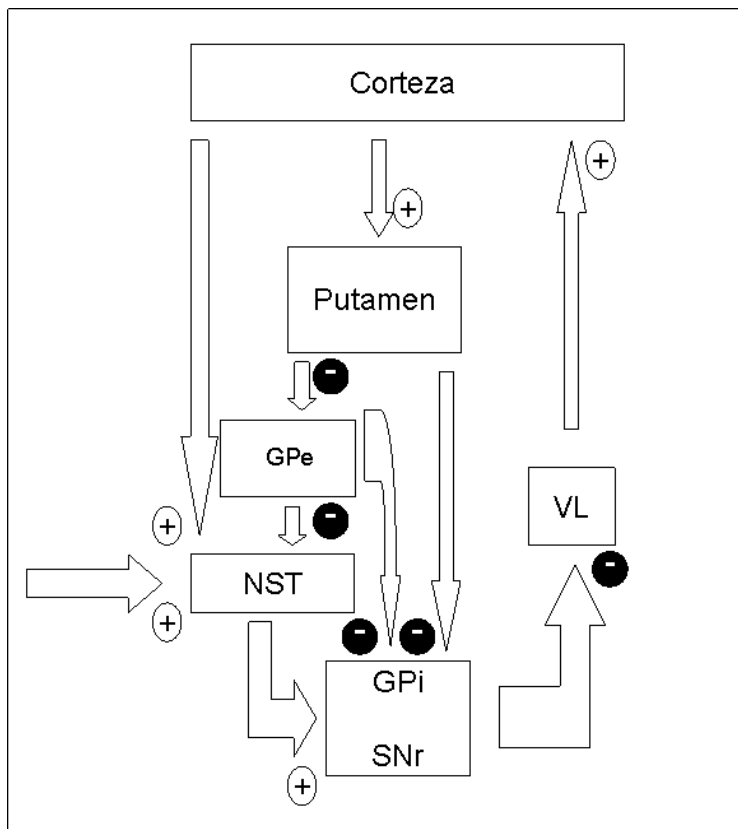 Corteza
+
+
Putamen
-
GPe
VL
+
-
-
NST
+
-
-
GPi
SNr
+